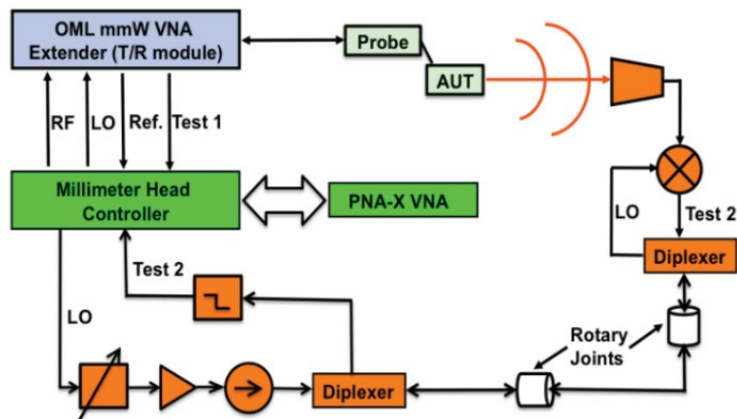 OML mmW VNA
Extender (T/R module)
Probe
AUT
RF
LO
Ref.
Test 1
Millimeter Head
Controller
PNA-X VNA
LO
Test 2
Diplexer
Test 2
LO
Rotary
Joints
Diplexer